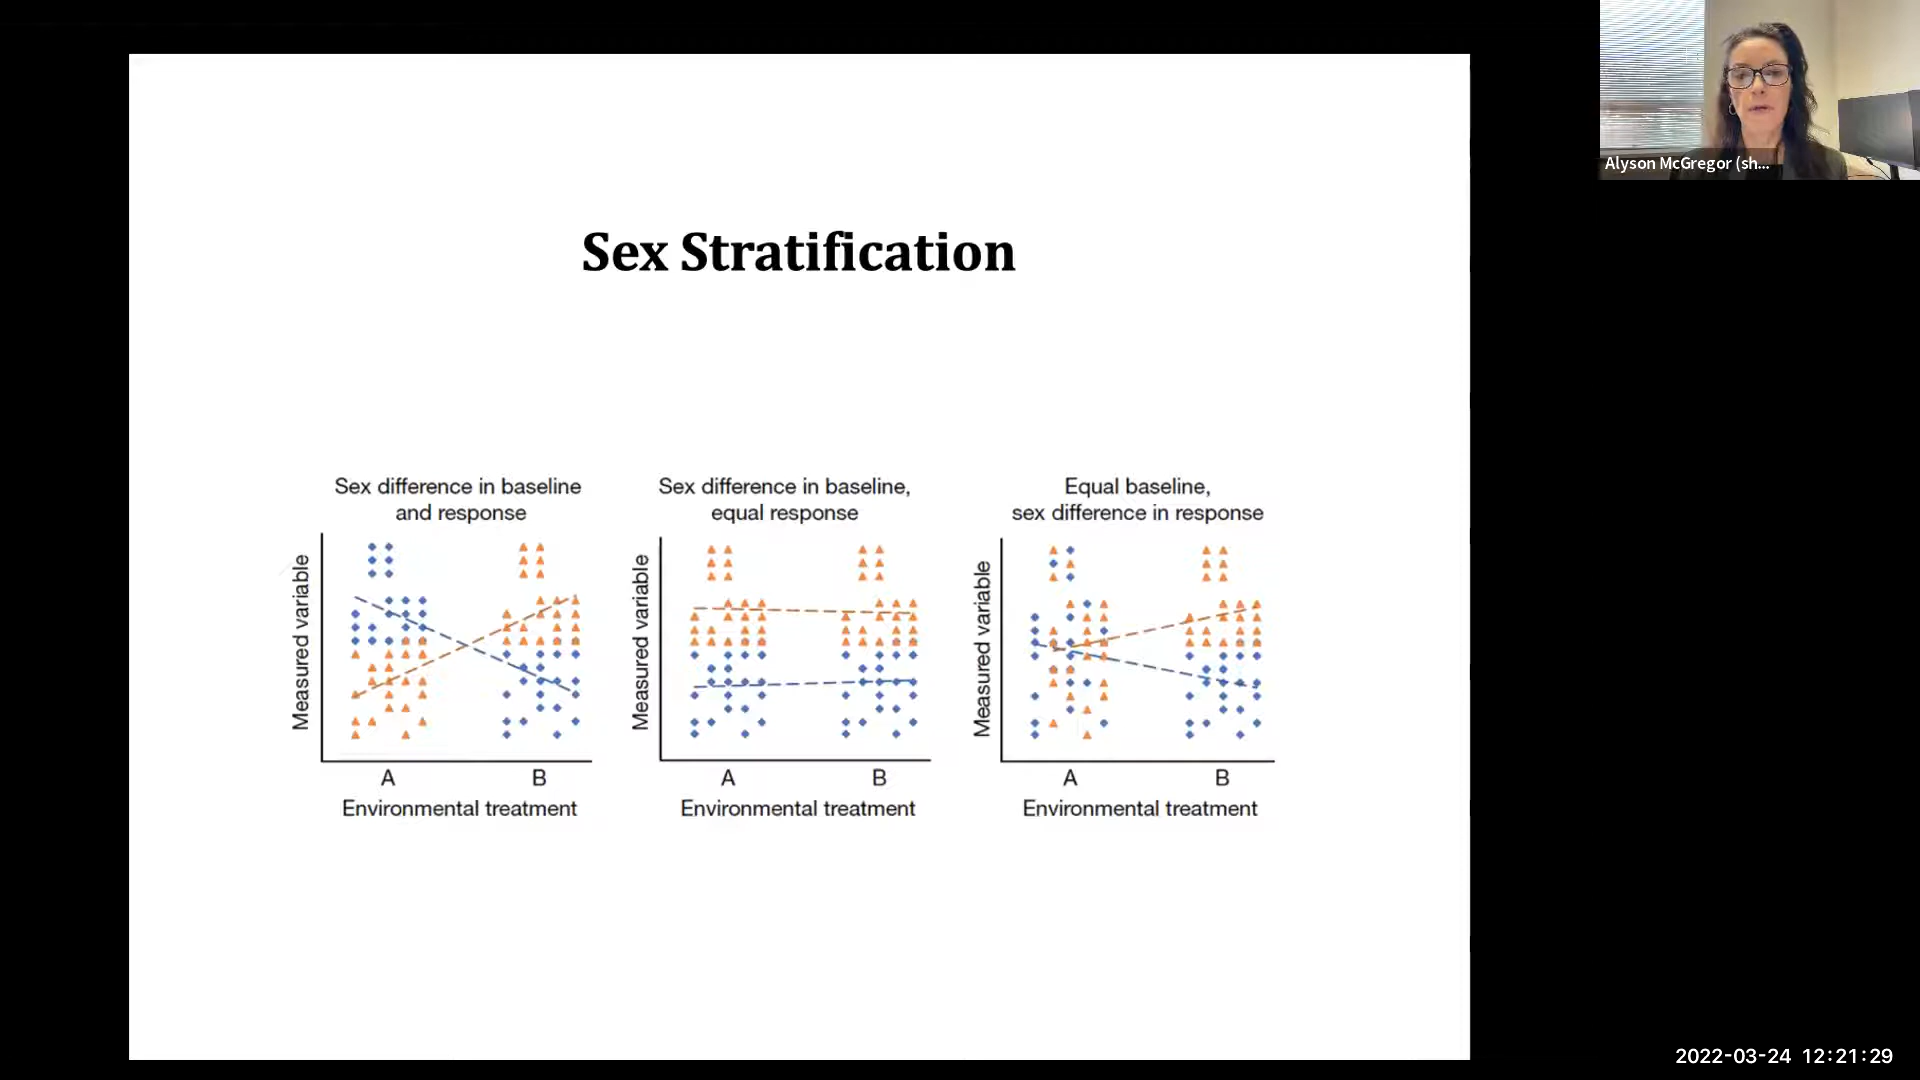 Alyson McGregor (sh...
Sex Stratification
Sex difference in baseline
and response
Measured variable
A
B
Environmental treatment
Sex difference in baseline,
equal response
Measured variable
A
B
Environmental treatment
Equal baseline,
sex difference in response
Measured variable
A
B
Environmental treatment
2022-03-24 12:21:29